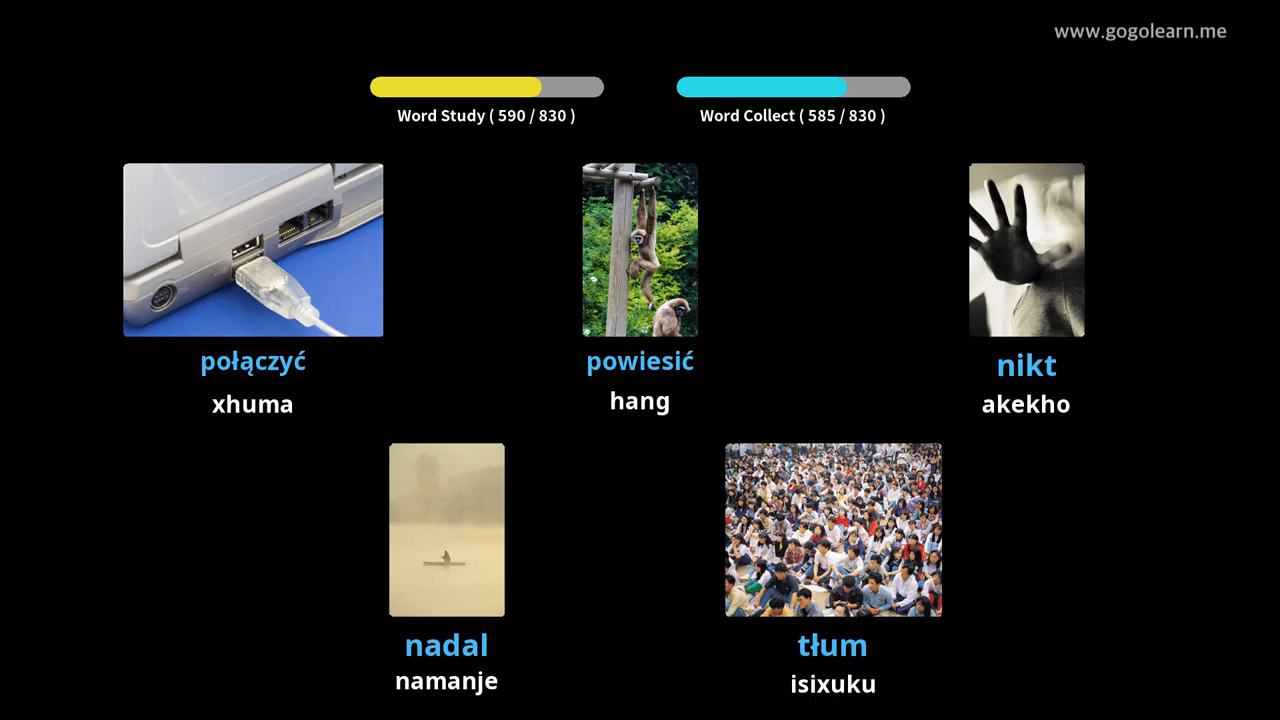 www.gogolearn.me
Word Study ( 590 / 830 )
Word Collect ( 585 / 830 )
połączyć
xhuma
powiesić
hang
nikt
akekho
nadal
namanje
tłum
isixuku